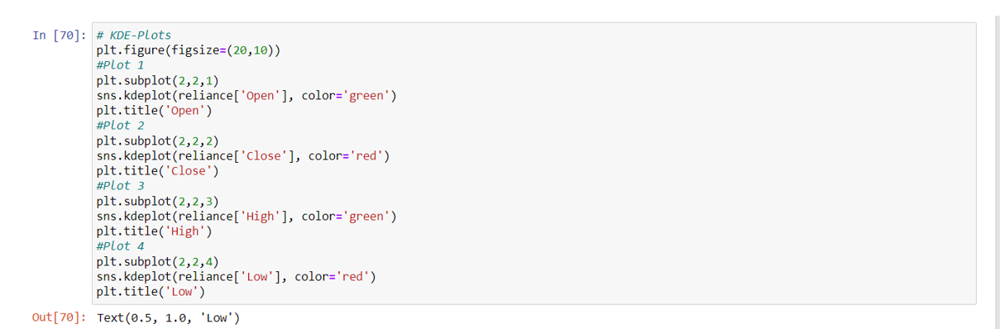 In [70]: # KDE-Plots
plt.figure(figsize=(20,10))
#Plot 1
plt.subplot(2,2,1)
sns.kdeplot(reliance['Open'], color='green')
plt.title('Open')
#Plot 2
plt.subplot(2,2,2)
sns.kdeplot(reliance['Close'], color='red')
plt.title('Close')
#Plot 3
plt.subplot(2,2,3)
sns.kdeplot(reliance['High'], color='green')
plt.title('High')
#Plot 4
plt.subplot(2,2,4)
sns.kdeplot(reliance['Low'], color='red')
plt.title('Low')
Out[70]: Text(0.5, 1.0, 'Low')